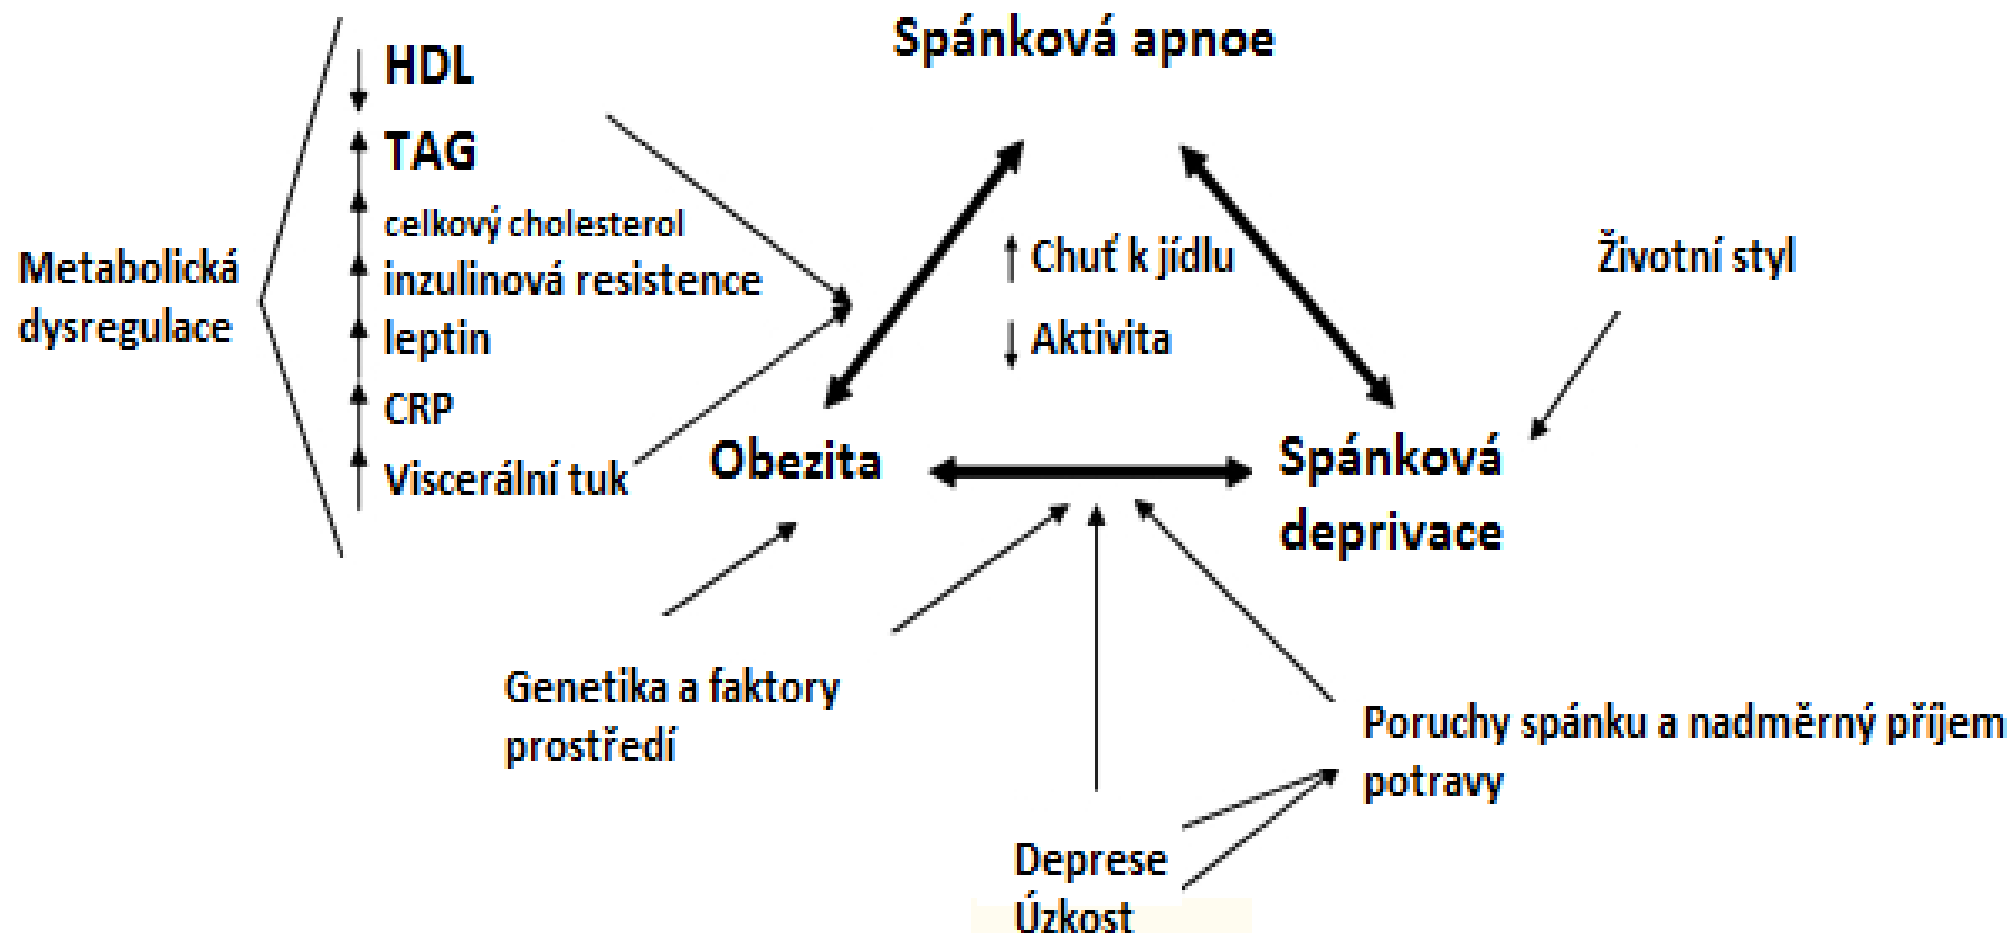 Spánková apnoe
HDL
TAG
celkový cholesterol
inzulinová resistence
leptin
CRP
Viscerální tuk
Metabolická
dysregulace
Chuť k jídlu
Aktivita
Životní styl
Obezita
Spánková
deprivace
Genetika a faktory
prostředí
Poruchy spánku a nadměrný příjem
potravy
Deprese
Úzkost